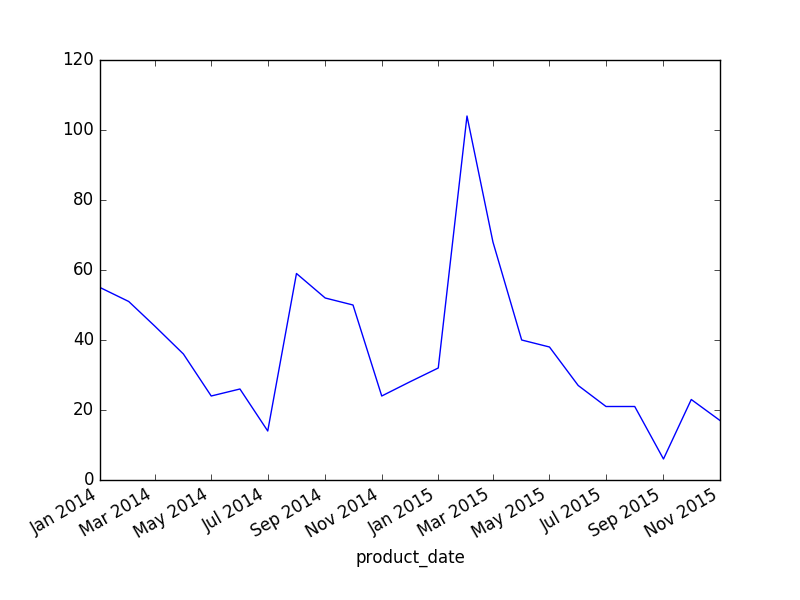 120
100
80
60
40
20
0
Jan 2014
Mar 2014
May 2014
Jul 2014
Sep 2014
Nov 2014
Jan 2015
Mar 2015
May 2015
Jul 2015
Sep 2015
Nov 2015
product_date